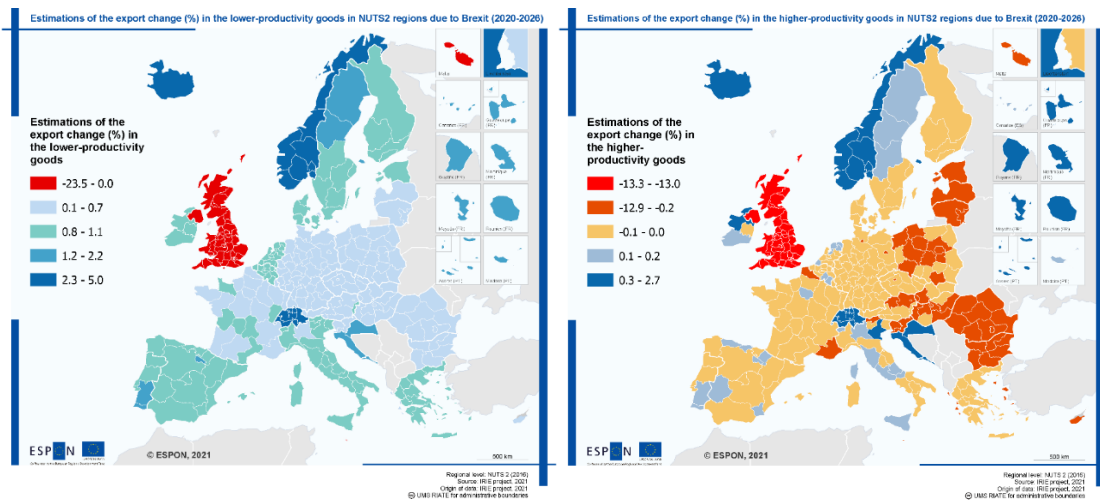 Estimations of the export change (%) in the lower-productivity goods in NUTS2 regions due to Brexit (2020-2026)
Estimations of the
export change (%) in
the lower-productivity
goods
-23.5 - 0.0
0.1 - 0.7
0.8 - 1.1
1.2 - 2.2
2.3 - 5.0
Malta
ESPON
© ESPON, 2021
500 km
Regional level: NUTS 2 (2016)
Source: IRIE project, 2021
Origin of data: IRIE project, 2021
UMS RIATE for administrative boundaries
Estimations of the export change (%) in the higher-productivity goods in NUTS2 regions due to Brexit (2020-2026)
Estimations of the
export change (%) in
the higher-
productivity goods
-13.3 - -13.0
-12.9 - -0.2
-0.1 - 0.0
0.1 - 0.2
0.3 - 2.7
ESPON
© ESPON, 2021
500 km
Regional level: NUTS 2 (2016)
Source: IRIE project, 2021
Origin of data: IRIE project, 2021
UMS RIATE for administrative boundaries